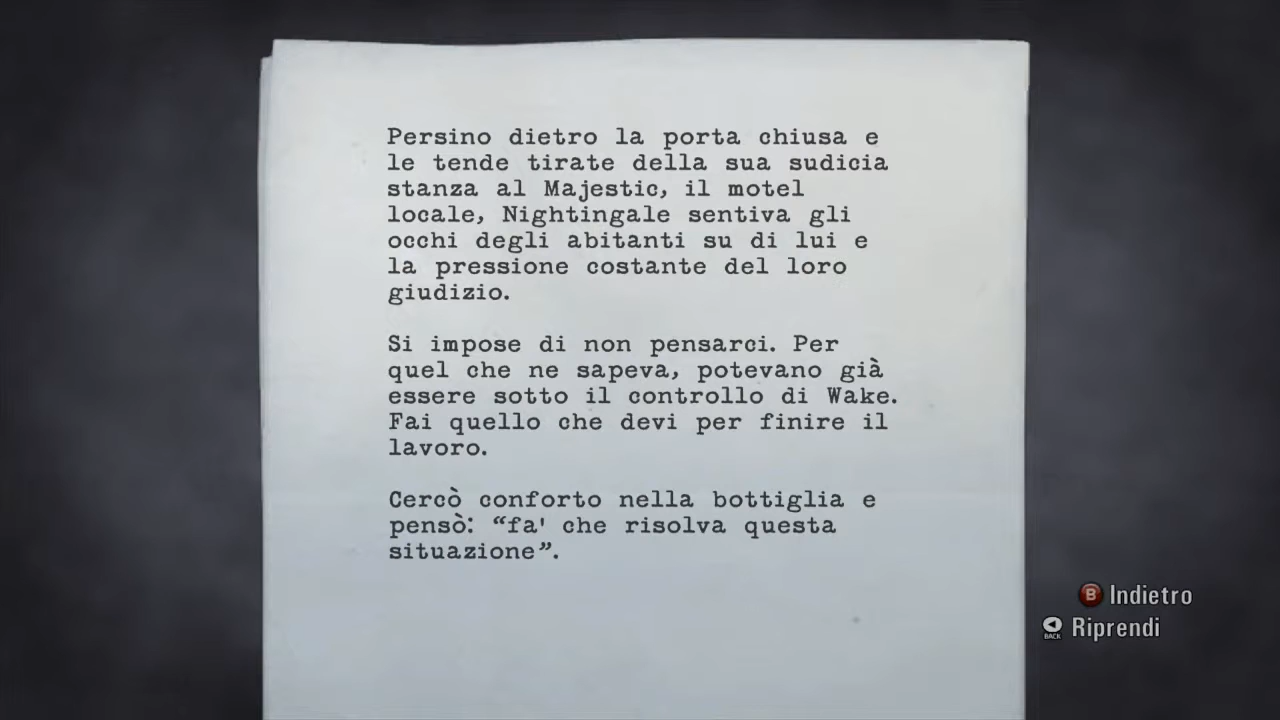 Persino dietro la porta chiusa e
le tende tirate della sua sudicia
stanza al Majestic, il motel
locale, Nightingale sentiva gli
occhi degli abitanti su di lui e
la pressione costante del loro
giudizio.
Si impose di non pensarci. Per
quel che ne sapeva, potevano già
essere sotto il controllo di Wake.
Fai quello che devi per finire il
lavoro.
Cercò conforto nella bottiglia e
pensò: “fa' che risolva questa
situazione”.
B Indietro
BACK Riprendi